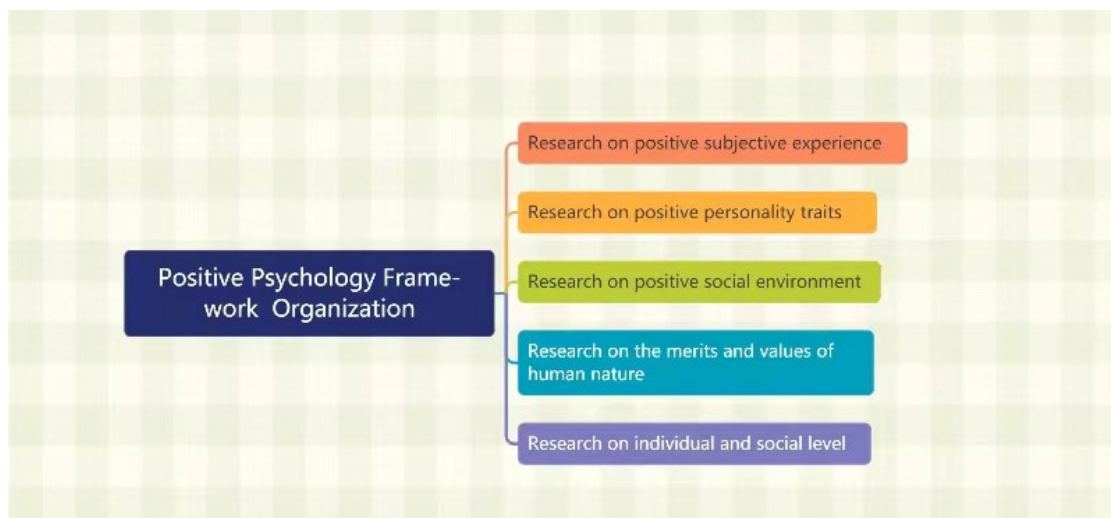 Research on positive subjective experience
Research on positive personality traits
Positive Psychology Frame-
work Organization
Research on positive social environment
Research on the merits and values of
human nature
Research on individual and social level